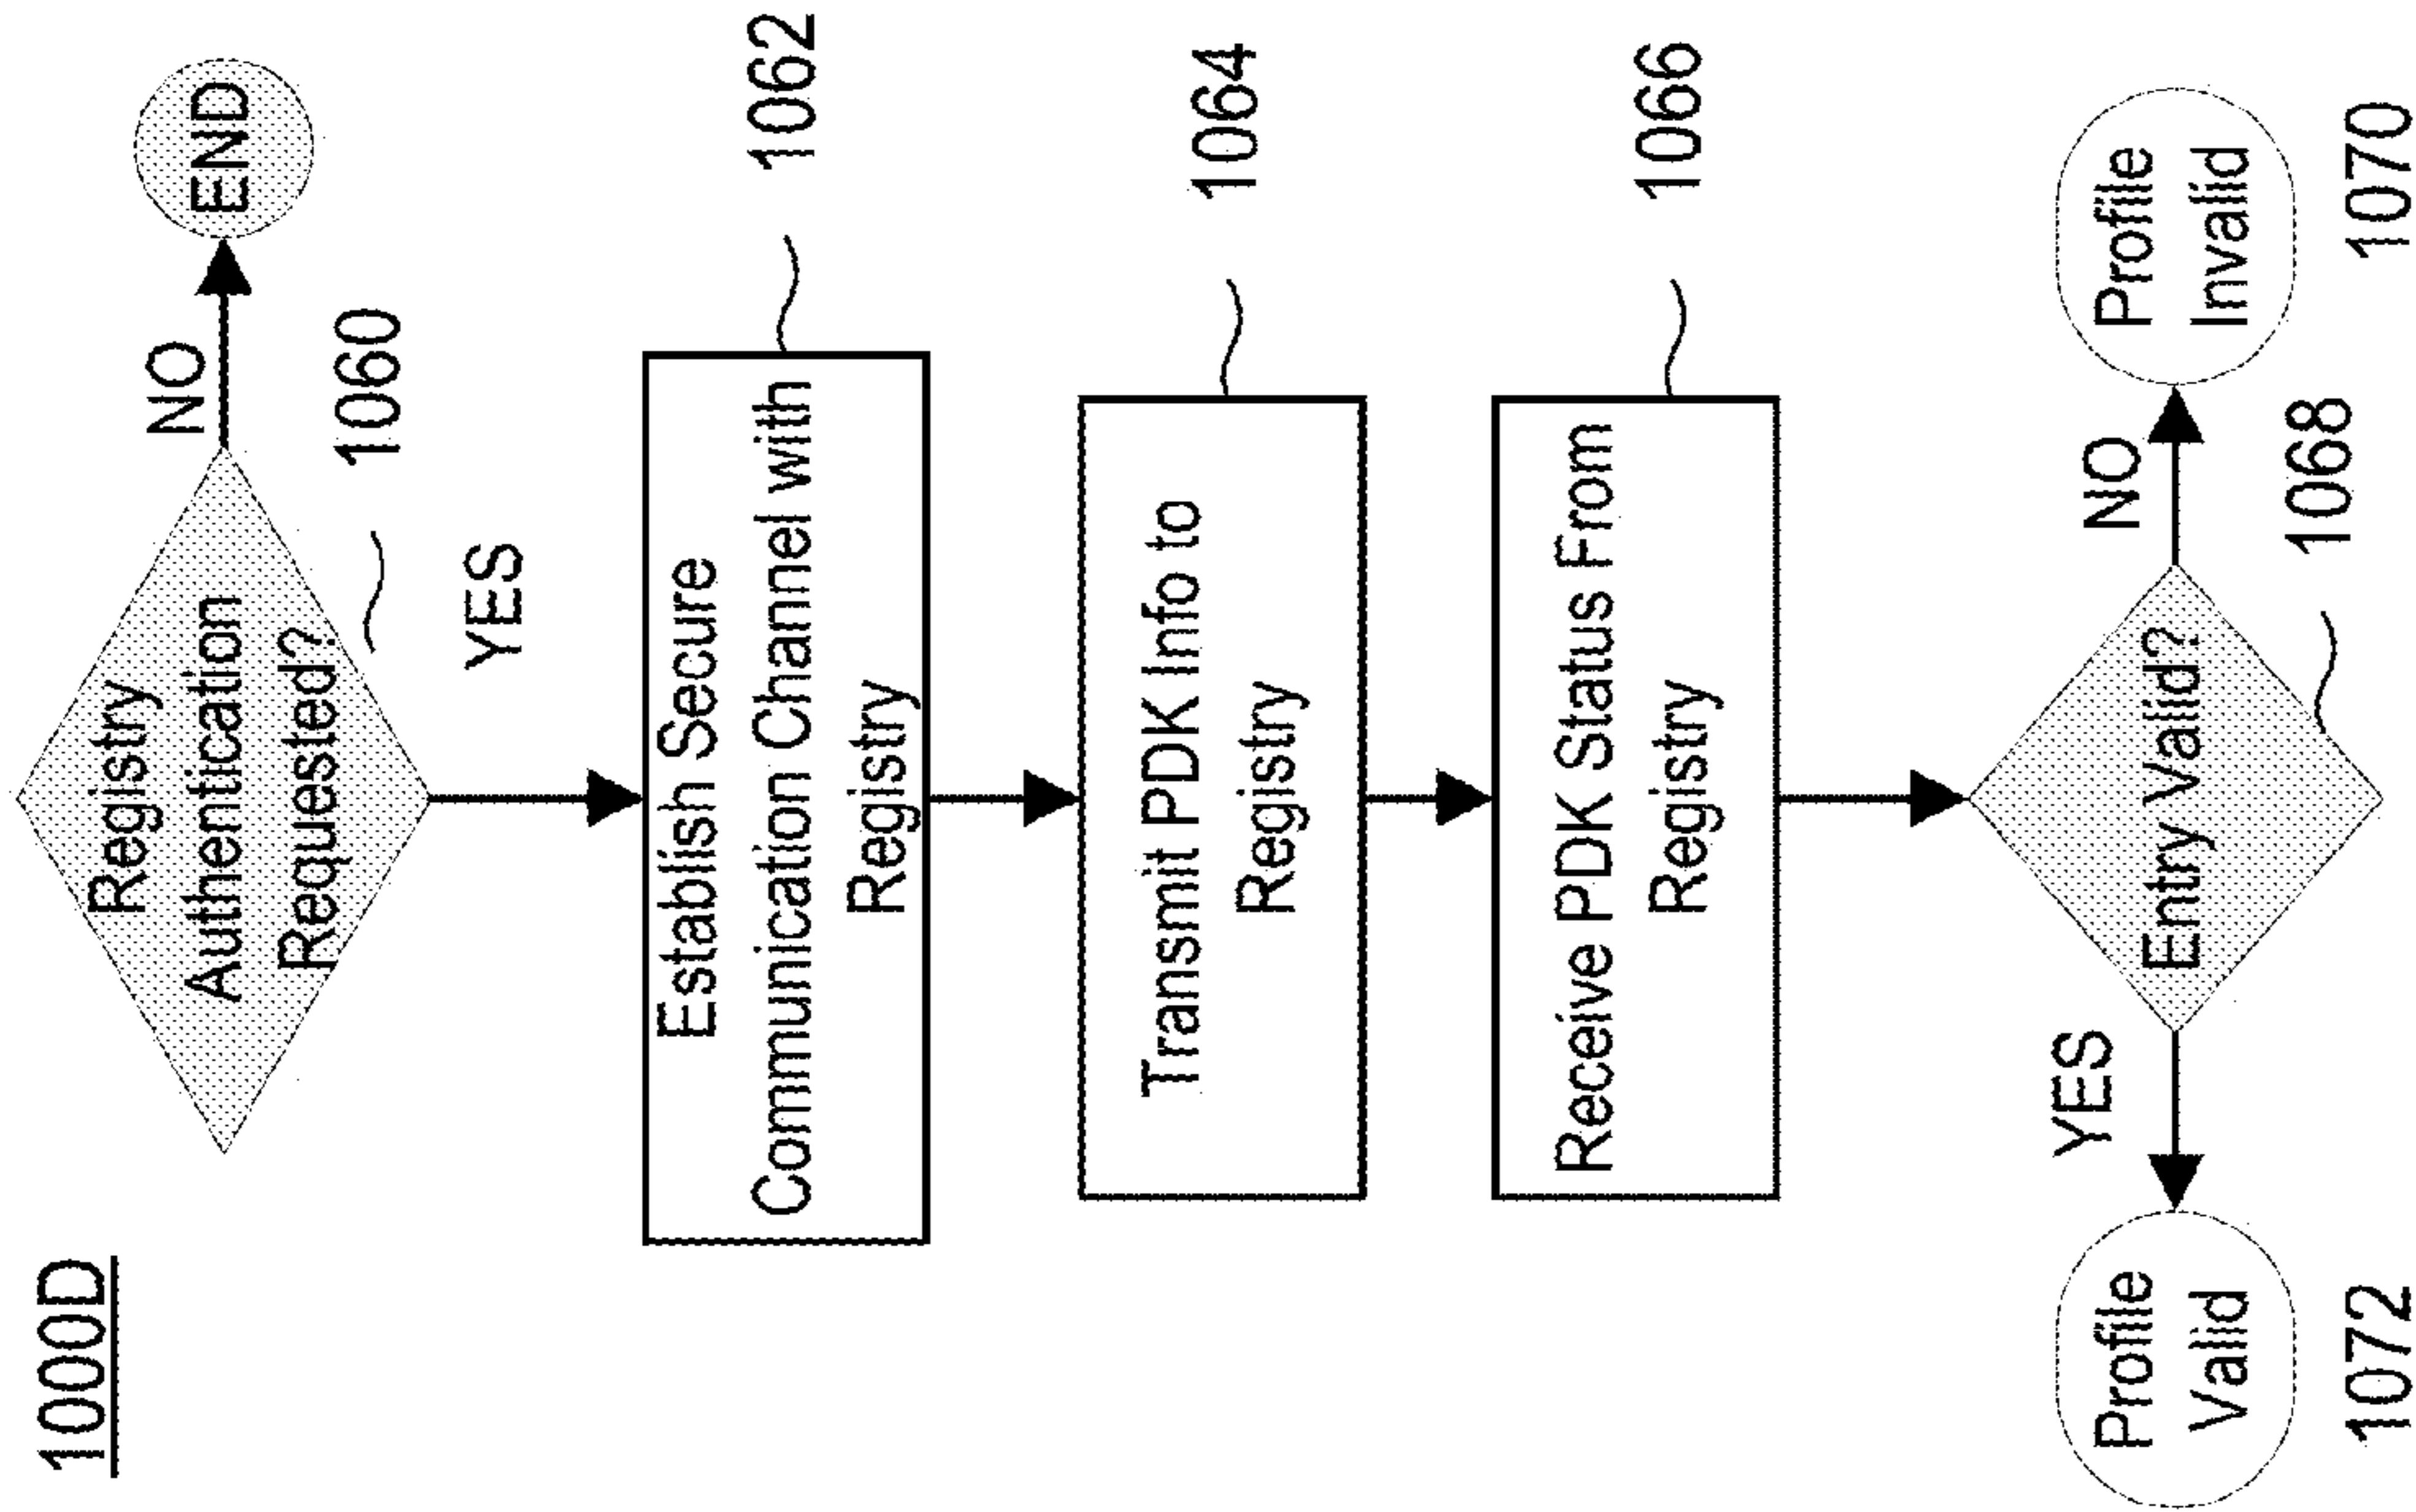 1000D
Registry
Authentication
Requested?
NO
END
1060
YES
Establish Secure
Communication Channel with
Registry
1062
Transmit PDK Info to
Registry
1064
Receive PDK Status From
Registry
1066
Entry Valid?
1068
YES
NO
Profile
Valid
1072
Profile
Invalid
1070